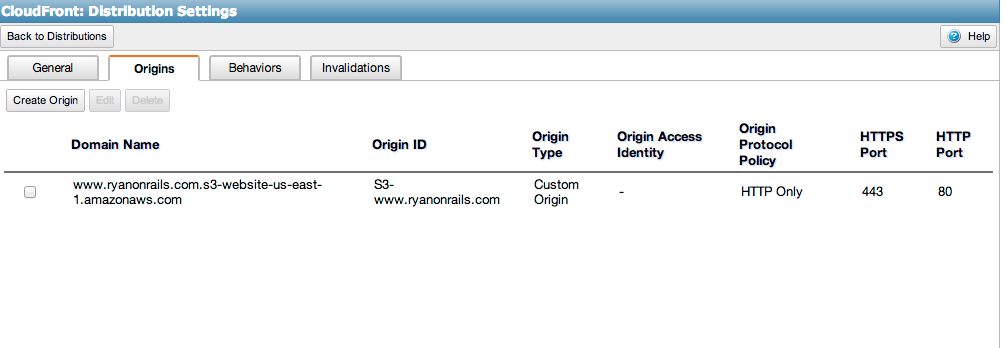 CloudFront: Distribution Settings
Back to Distributions
Help
General Origins Behaviors Invalidations
Create Origin Edit Delete
Domain Name Origin ID Origin Type Origin Access Identity Origin Protocol Policy HTTPS Port HTTP Port
www.ryanonrails.com.s3-website-us-east-
1.amazonaws.com
S3-
www.ryanonrails.com
Custom
Origin
-
HTTP Only
443
80